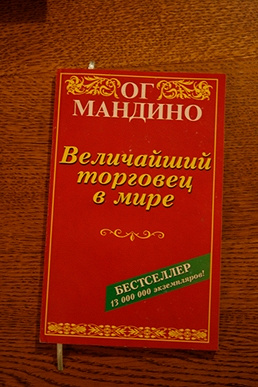 ОГ
МАНДИНО
Величайший
торговец
в мире
БЕСТСЕЛЛЕР
13 000 000 экземпляров!